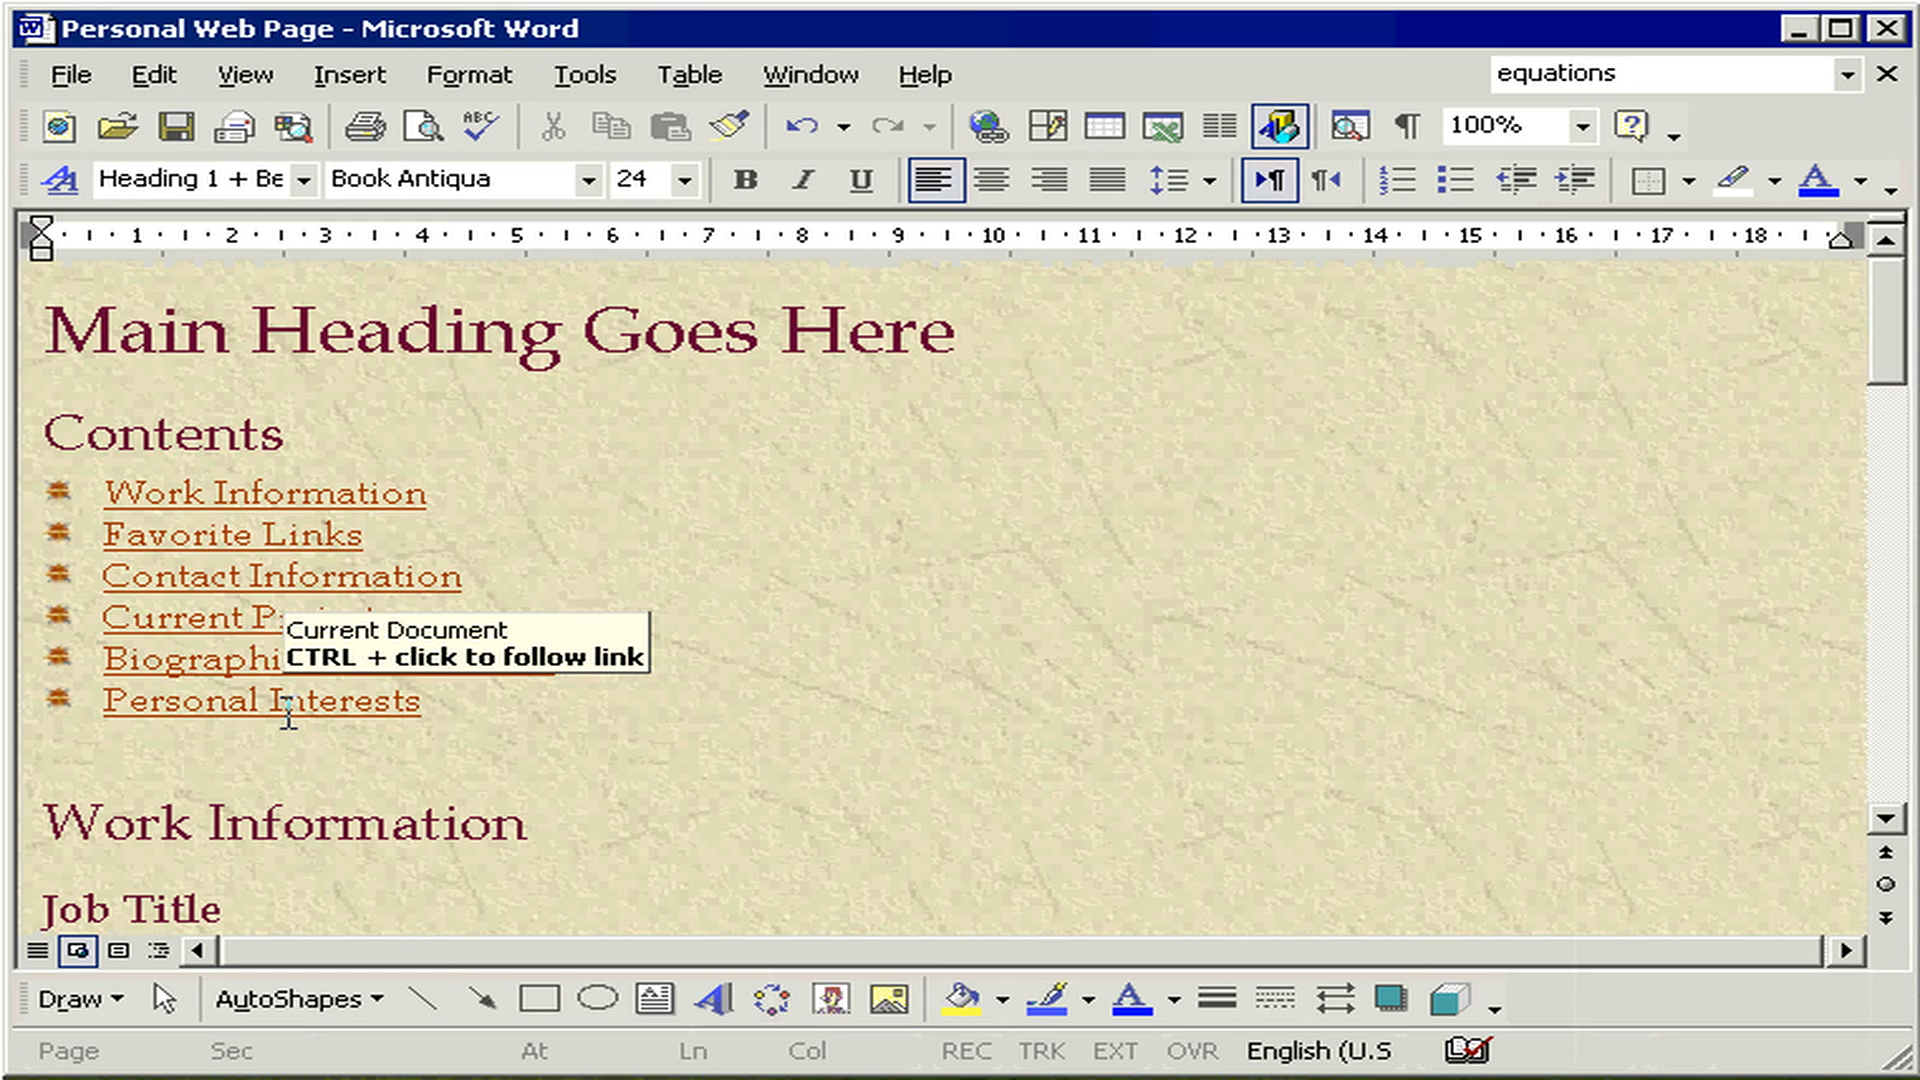 Personal Web Page - Microsoft Word
File Edit View Insert Format Tools Table Window Help equations
ABC 100%
Heading 1 + Be Book Antiqua 24 B I U
1 2 3 4 5 6 7 8 9 10 11 12 13 14 15 16 17 18
Main Heading Goes Here
Contents
Work Information
Favorite Links
Contact Information
Current P
Current Document
Biographi
CTRL + click to follow link
Personal Interests
Work Information
Job Title
Draw AutoShapes
Page Sec At Ln Col REC TRK EXT OVR English (U.S